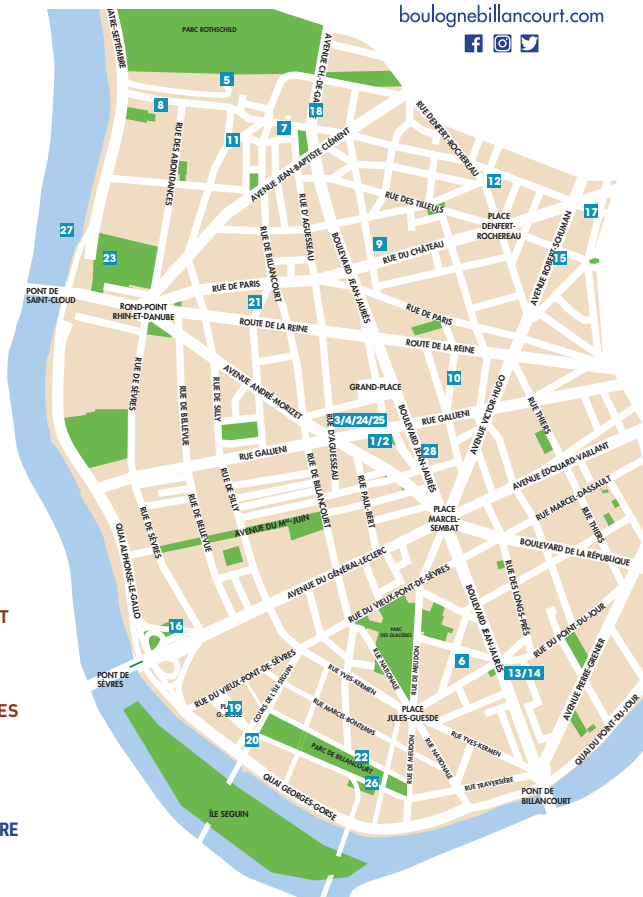 boulognebillancourt.com
PARC ROTHSCHILD
ATRE-SEPTEMBRE
AVENUE CH.-DE-GA
5
8
18
7
11
RUE DENFERT-ROCHEREAU
RUE DES ABONDANCES
AVENUE JEAN-BAPTISTE CLÉMENT
12
RUE DES TILLEULS
17
PLACE
DENFERT-
ROCHEREAU
RUE D'AGUESSEAU
27
RUE DE BILLANCOURT
BOULEVARD JEAN-JAURÈS
9
RUE DU CHÂTEAU
23
15
AVENUE ROBERT-SCHUMAN
PONT DE
SAINT-CLOUD
RUE DE PARIS
21
ROND-POINT
RHIN-ET-DANUBE
RUE DE PARIS
ROUTE DE LA REINE
ROUTE DE LA REINE
10
RUE DE SÈVRES
RUE DE BELLEVUE
RUE DE SILLY
AVENUE ANDRÉ-MORIZET
GRAND-PLACE
3/4/24/25
RUE D'AGUESSEAU
BOULEVARD JEAN-JAURÈS
RUE GALLIENI
AVENUE VICTOR-HUGO
RUE THIERS
1/2
28
RUE GALLIENI
AVENUE ÉDOUARD-VAILLANT
RUE DE SILLY
RUE DE BILLANCOURT
RUE PAUL-BERT
RUE MARCEL-DASSAULT
RUE DE SÈVRES
RUE DE BELLEVUE
AVENUE DU MAL-JUIN
PLACE
MARCEL-
SEMBAT
RUE THIERS
QUAI ALPHONSE-LE-GALLO
BOULEVARD DE LA RÉPUBLIQUE
AVENUE DU GÉNÉRAL-LECLERC
RUE DU VIEUX-PONT-DE-SÈVRES
BOULEVARD JEAN-JAURÈS
RUE DES LONGS-PRÉS
T
16
PARC
DES GLACIÈRES
RUE DU POINT-DU-JOUR
PONT DE
SÈVRES
RUE DU VIEUX-PONT-DE-SÈVRES
COURS DE L'ÎLE SEGUIN
RUE YVES-KERMEN
RUE NATIONALE
RUE DE MEUDON
6
13/14
AVENUE PIERRE-GRENIER
ES
19
RUE MARCEL-BONTEMPS
PLACE
JULES-GUESDE
QUAI DU POINT-DU-JOUR
20
PARC DE BILLANCOURT
22
RUE DE MEUDON
RUE NATIONALE
RUE YVES-KERMEN
26
QUAI GEORGES-GORSE
RUE TRAVERSIÈRE
PONT DE
BILLANCOURT
ÎLE SEGUIN
RE